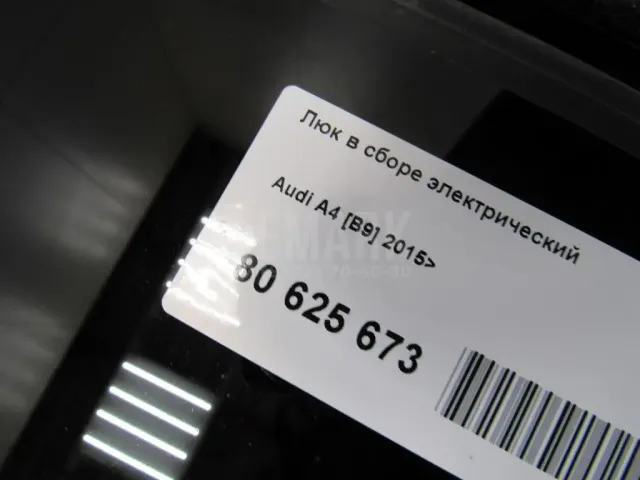 Люк в сборе электрический
Audi A4 [B9] 2015>
80 625 673